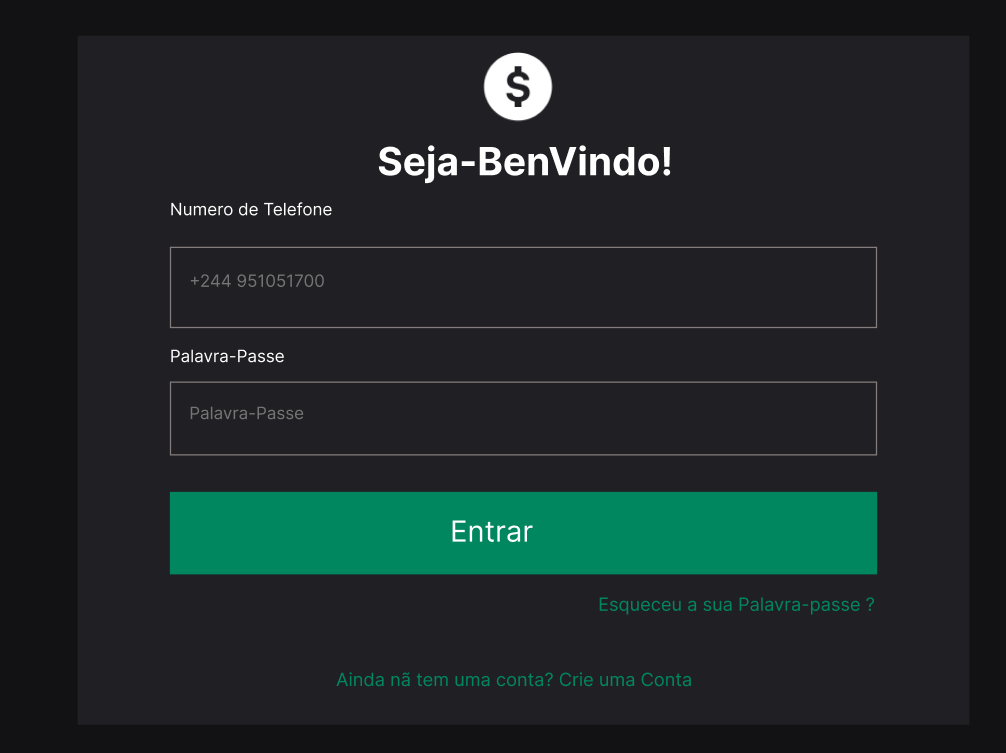 $
Seja-BenVindo!
Numero de Telefone
+244 951051700
Palavra-Passe
Palavra-Passe
Entrar
Esqueceu a sua Palavra-passe ?
Ainda nã tem uma conta? Crie uma Conta